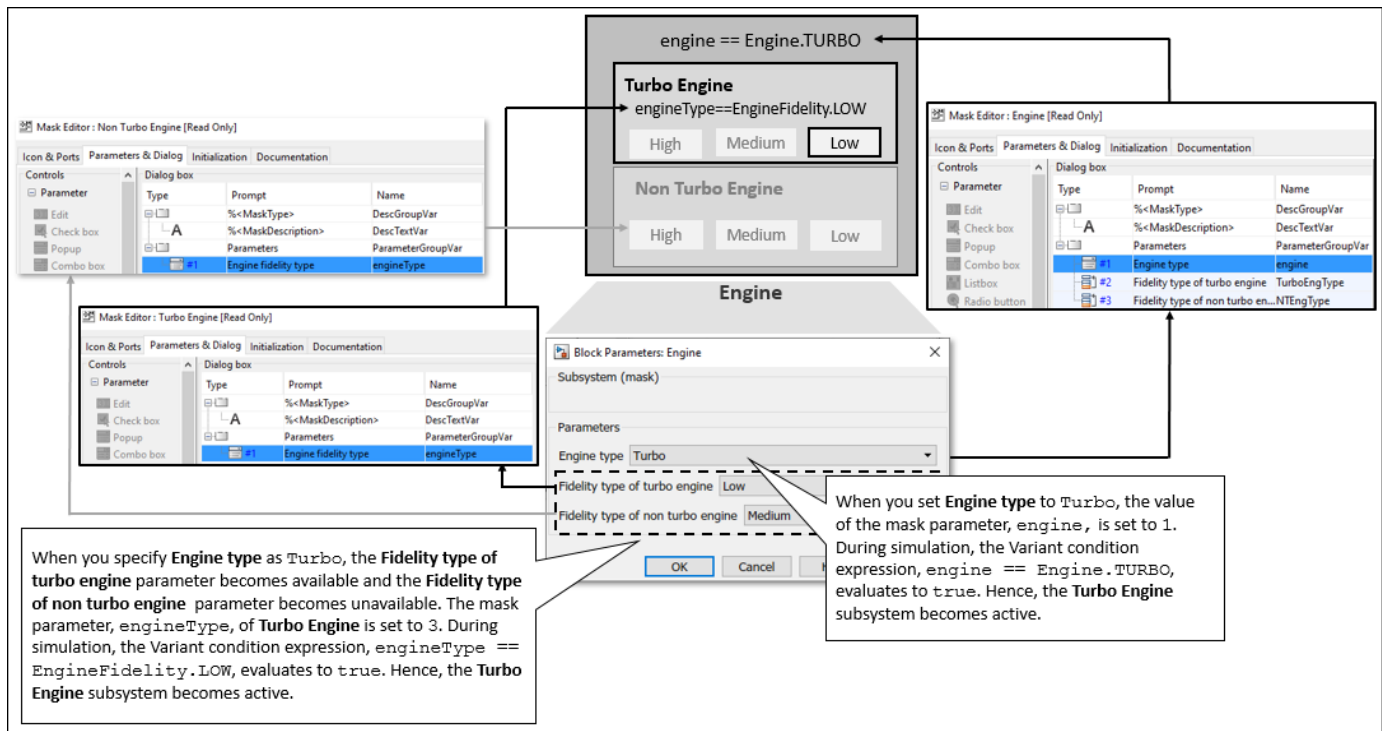 engine == Engine.TURBO
Turbo Engine
engineType==EngineFidelity.LOW
High Medium Low
Non Turbo Engine
High Medium Low
Engine
Mask Editor : Non Turbo Engine [Read Only]
Icon & Ports Parameters & Dialog Initialization Documentation
Controls Dialog box
Parameter Type Prompt Name
Edit %<MaskType> DescGroupVar
Check box A %<MaskDescription> DescTextVar
Popup Parameters ParameterGroupVar
Combo box #1 Engine fidelity type engineType
Mask Editor : Engine [Read Only]
Icon & Ports Parameters & Dialog Initialization Documentation
Controls Dialog box
Parameter Type Prompt Name
Edit %<MaskType> DescGroupVar
Check box A %<MaskDescription> DescTextVar
Popup Parameters ParameterGroupVar
Combo box #1 Engine type engine
Listbox #2 Fidelity type of turbo engine TurboEngType
Radio button #3 Fidelity type of non turbo en...NTEngType
Mask Editor : Turbo Engine [Read Only]
Icon & Ports Parameters & Dialog Initialization Documentation
Controls Dialog box
Parameter Type Prompt Name
Edit %<MaskType> DescGroupVar
Check box A %<MaskDescription> DescTextVar
Popup Parameters ParameterGroupVar
Combo box #1 Engine fidelity type engineType
Block Parameters: Engine
Subsystem (mask)
Parameters
Engine type Turbo
Fidelity type of turbo engine Low
Fidelity type of non turbo engine Medium
OK Cancel
When you set Engine type to Turbo, the value
of the mask parameter, engine, is set to 1.
During simulation, the Variant condition
expression, engine == Engine.TURBO,
evaluates to true. Hence, the Turbo Engine
subsystem becomes active.
When you specify Engine type as Turbo, the Fidelity type of
turbo engine parameter becomes available and the Fidelity type
of non turbo engine parameter becomes unavailable. The mask
parameter, engineType, of Turbo Engine is set to 3. During
simulation, the Variant condition expression, engineType ==
EngineFidelity.LOW, evaluates to true. Hence, the Turbo
Engine subsystem becomes active.